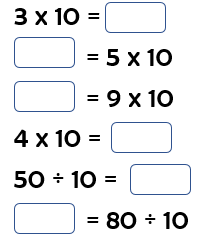 3 x 10 =
= 5 x 10
= 9 x 10
4 x 10 =
50 ÷ 10 =
= 80 ÷ 10